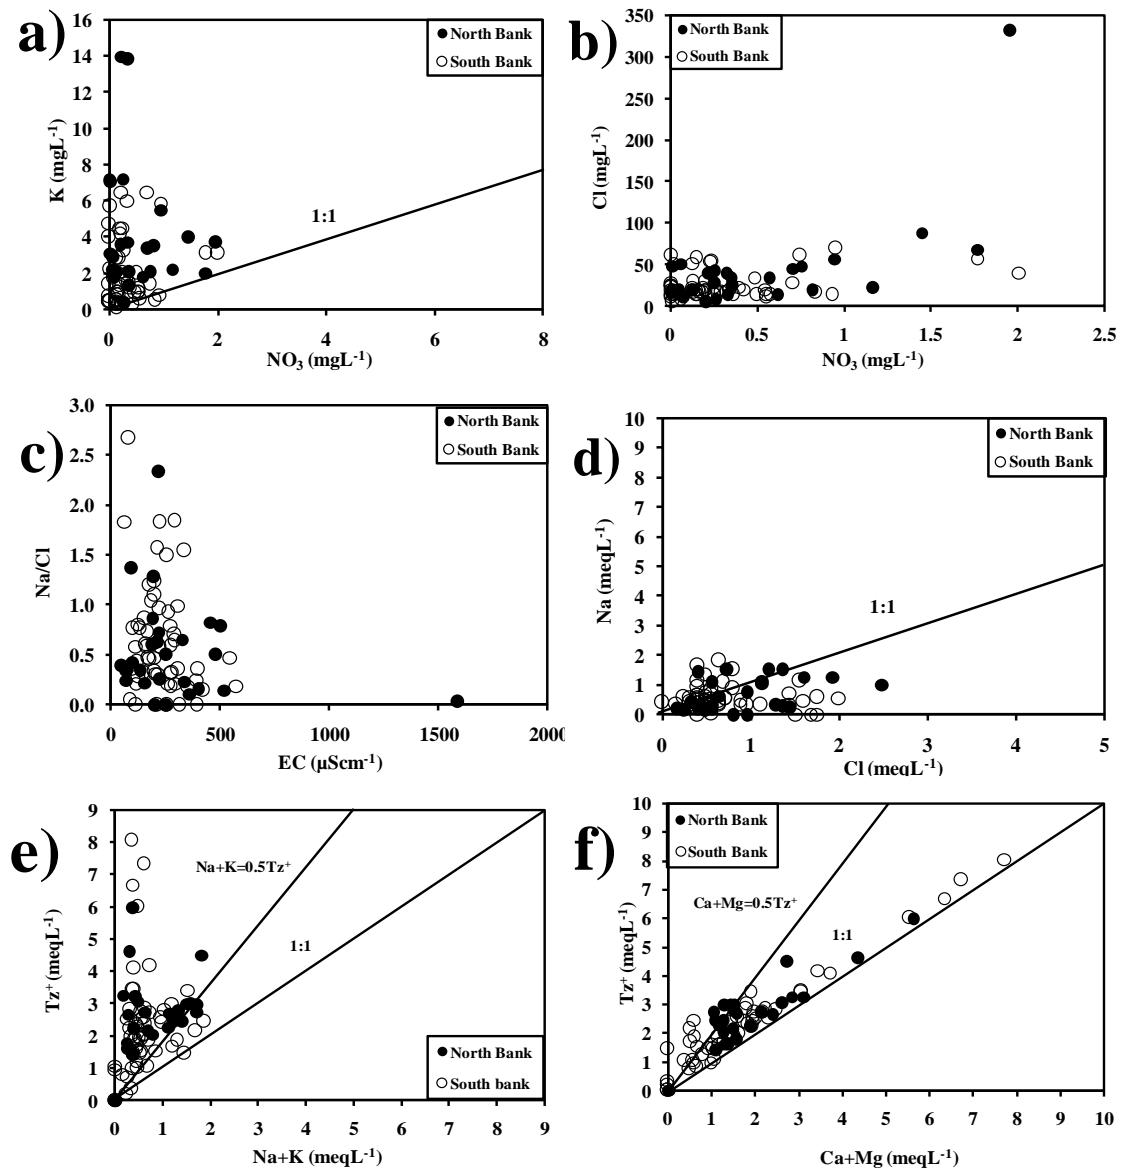 a)
16
14
12
10
8
6
4
2
0
K (mgL-1)
North Bank
South Bank
1:1
0 2 4 6 8
NO3 (mgL-1)
b)
350
300
250
200
150
100
50
0
Cl (mgL-1)
North Bank
South Bank
0 0.5 1 1.5 2 2.5
NO3 (mgL-1)
c)
3.0
2.5
2.0
1.5
1.0
0.5
0.0
Na/Cl
North Bank
South Bank
0 500 1000 1500 2000
EC (µScm-1)
d)
10
9
8
7
6
5
4
3
2
1
0
Na (meqL-1)
North Bank
South Bank
1:1
0 1 2 3 4 5
Cl (meqL-1)
e)
9
8
7
6
5
4
3
2
1
0
Tz+ (meqL-1)
Na+K=0.5Tz+
1:1
North Bank
South bank
0 1 2 3 4 5 6 7 8 9
Na+K (meqL-1)
f)
10
9
8
7
6
5
4
3
2
1
0
Tz+ (meqL-1)
North Bank
South Bank
Ca+Mg=0.5Tz+
1:1
0 1 2 3 4 5 6 7 8 9 10
Ca+Mg (meqL-1)